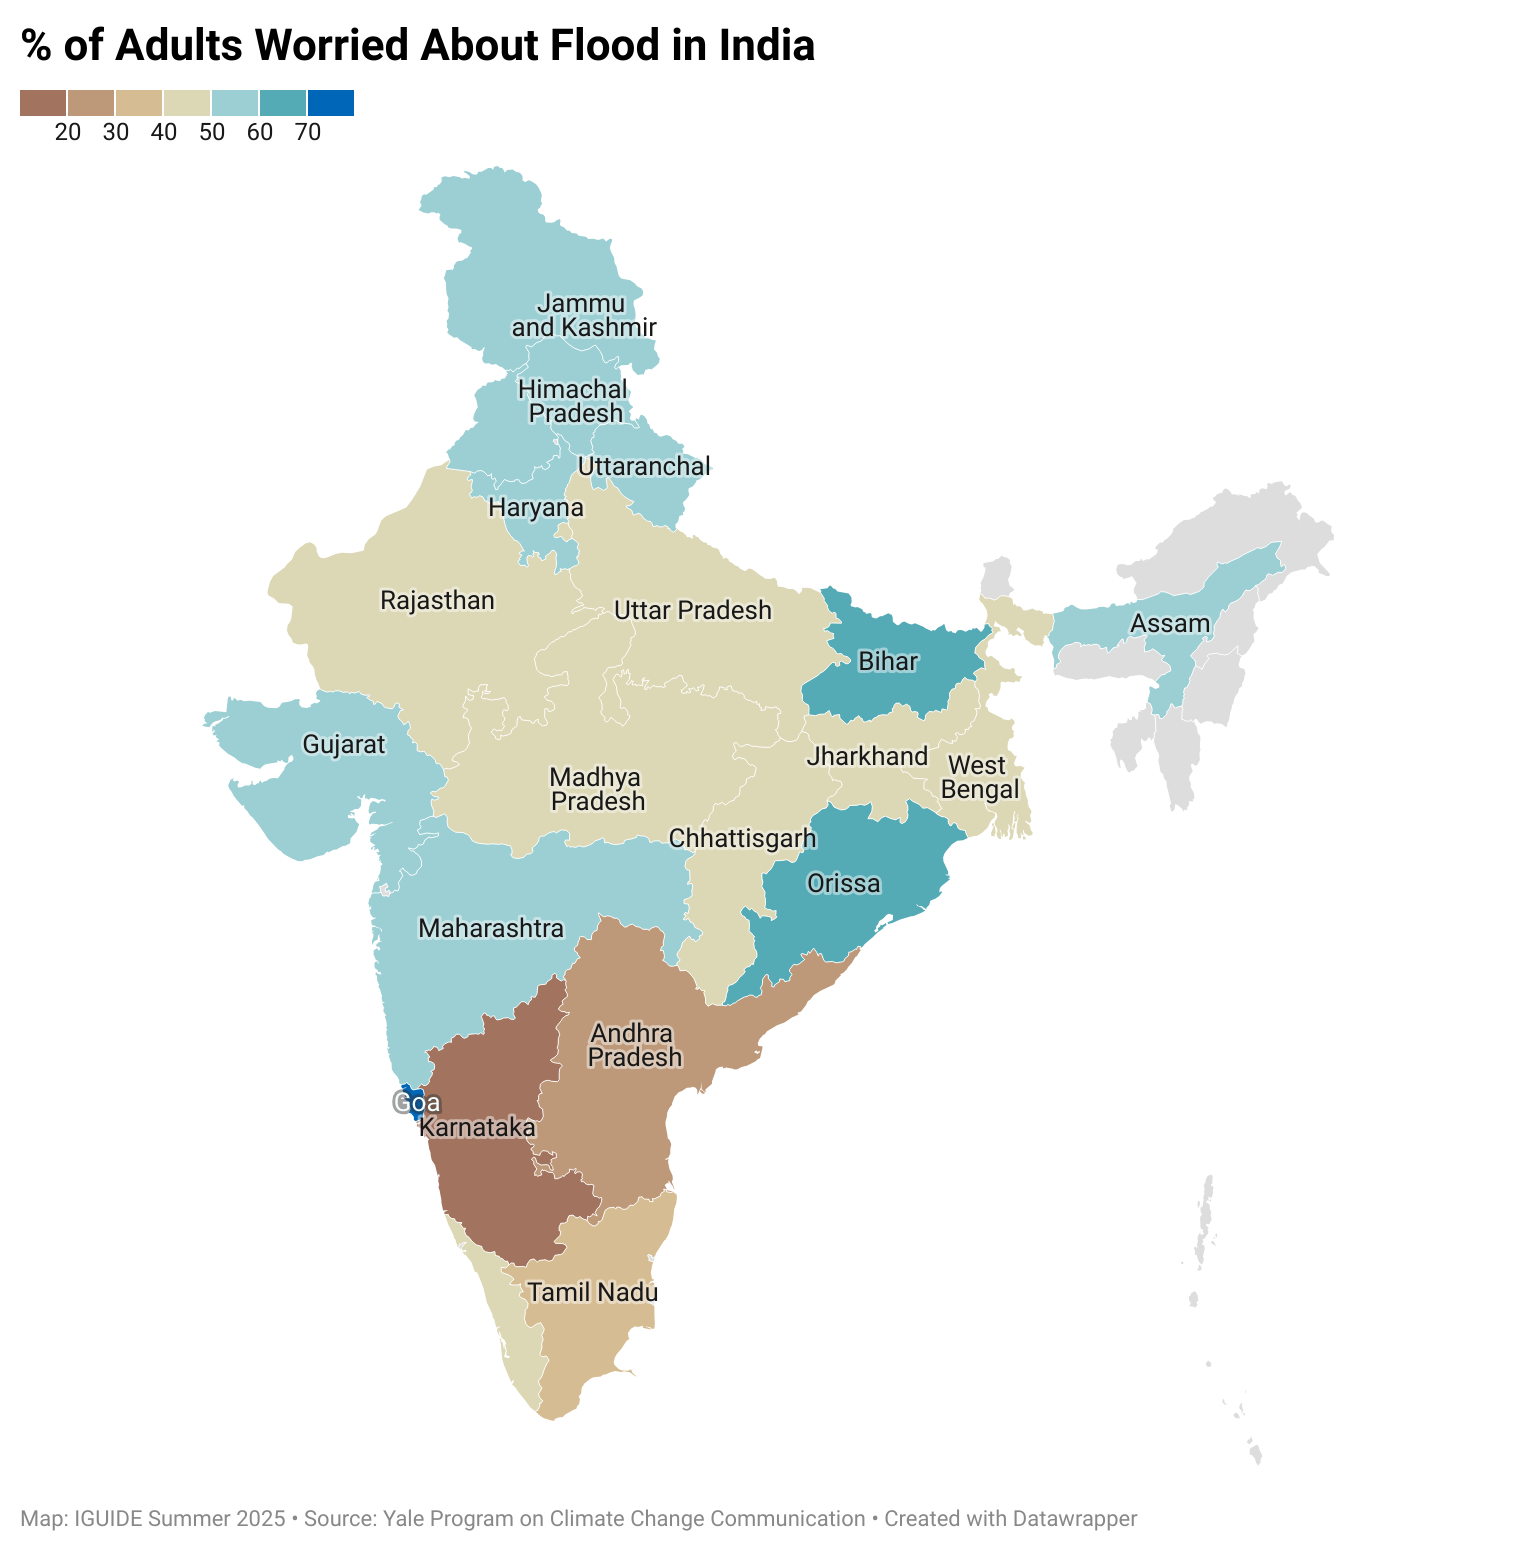 % of Adults Worried About Flood in India
20 30 40 50 60 70
Jammu
and Kashmir
Himachal
Pradesh
Uttaranchal
Haryana
Rajasthan
Uttar Pradesh
Assam
Bihar
Gujarat
Jharkhand
West
Bengal
Madhya
Pradesh
Chhattisgarh
Orissa
Maharashtra
Andhra
Pradesh
Goa
Karnataka
Tamil Nadu
Map: IGUIDE Summer 2025 • Source: Yale Program on Climate Change Communication • Created with Datawrapper